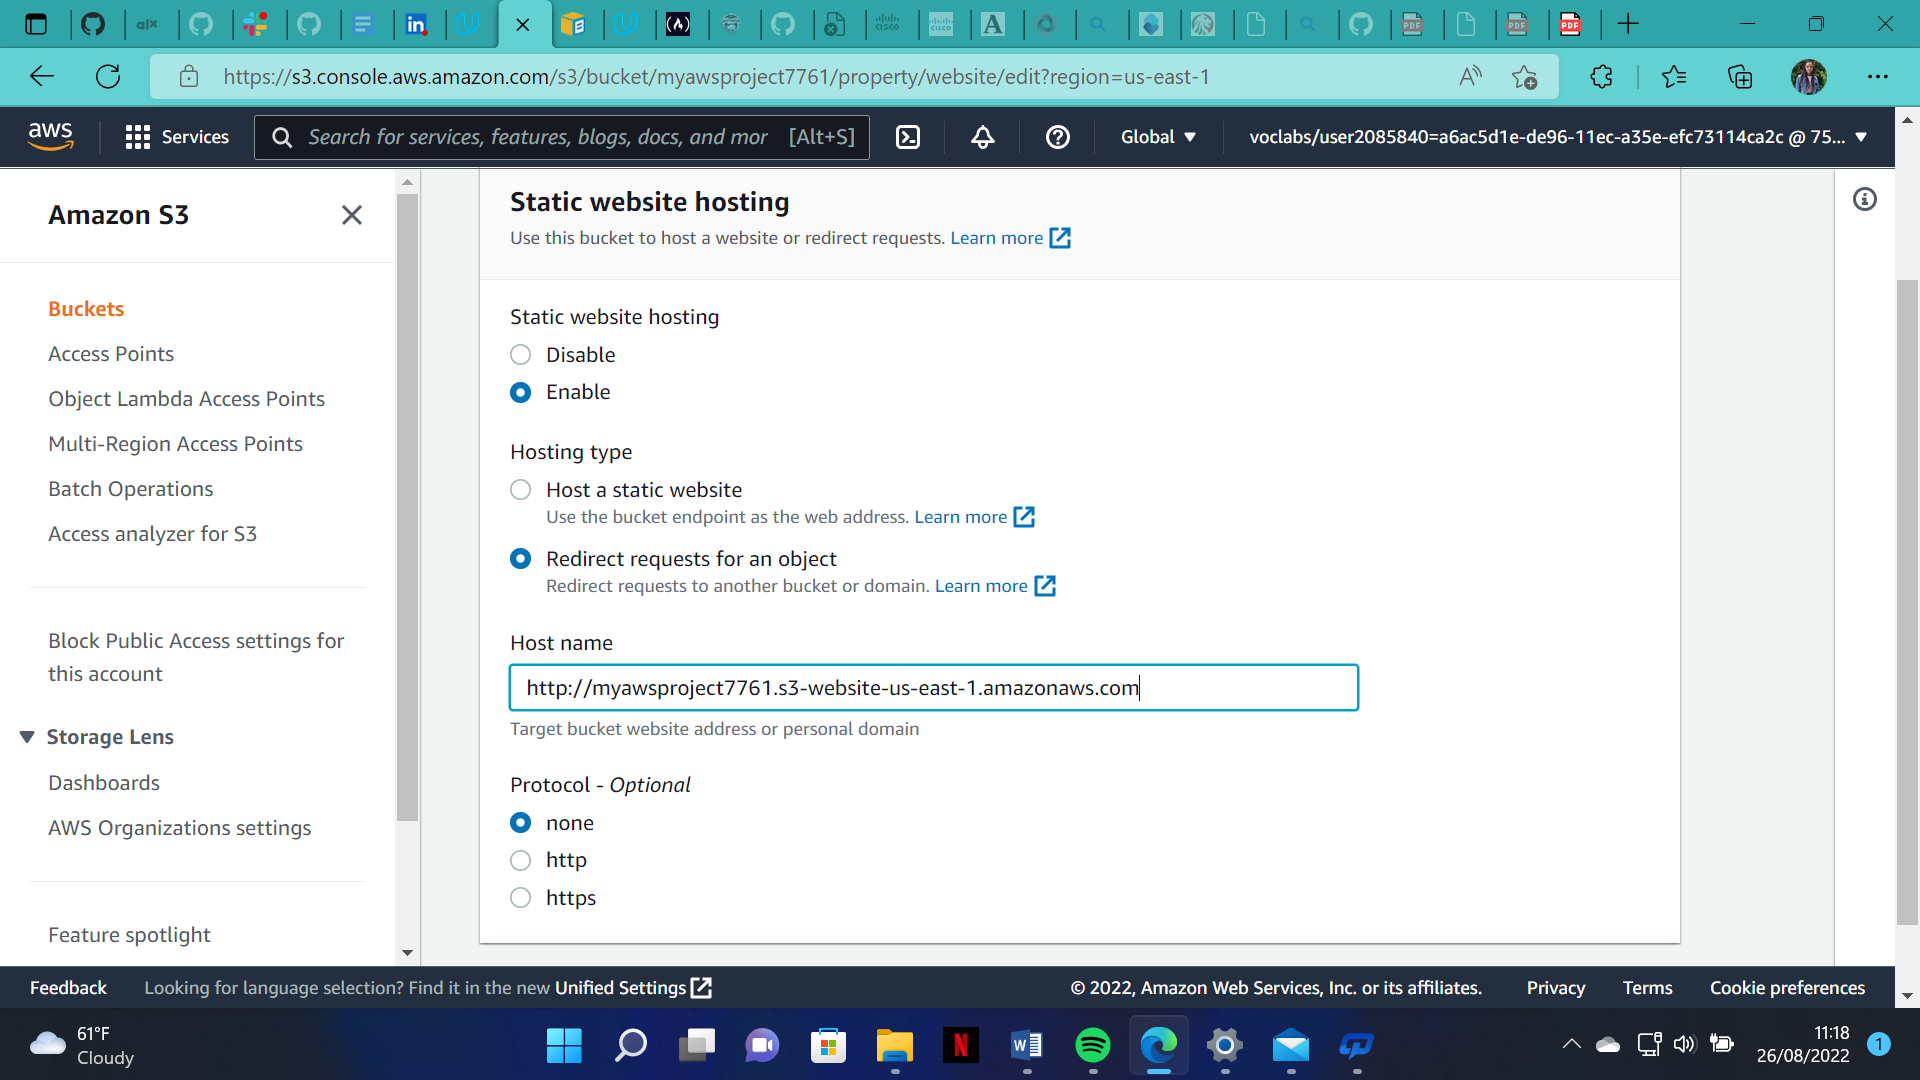 alx
in
https://s3.console.aws.amazon.com/s3/bucket/myawsproject7761/property/website/edit?region=us-east-1
aws
Services
Search for services, features, blogs, docs, and mor [Alt+S]
Global
voclabs/user2085840=a6ac5d1e-de96-11ec-a35e-efc73114ca2c @ 75...
Amazon S3
Buckets
Access Points
Object Lambda Access Points
Multi-Region Access Points
Batch Operations
Access analyzer for S3
Block Public Access settings for
this account
Storage Lens
Dashboards
AWS Organizations settings
Feature spotlight
Static website hosting
Use this bucket to host a website or redirect requests. Learn more
Static website hosting
Disable
Enable
Hosting type
Host a static website
Use the bucket endpoint as the web address. Learn more
Redirect requests for an object
Redirect requests to another bucket or domain. Learn more
Host name
http://myawsproject7761.s3-website-us-east-1.amazonaws.com
Target bucket website address or personal domain
Protocol - Optional
none
http
https
Feedback
Looking for language selection? Find it in the new Unified Settings
© 2022, Amazon Web Services, Inc. or its affiliates.
Privacy
Terms
Cookie preferences
61°F
Cloudy
11:18
26/08/2022
1